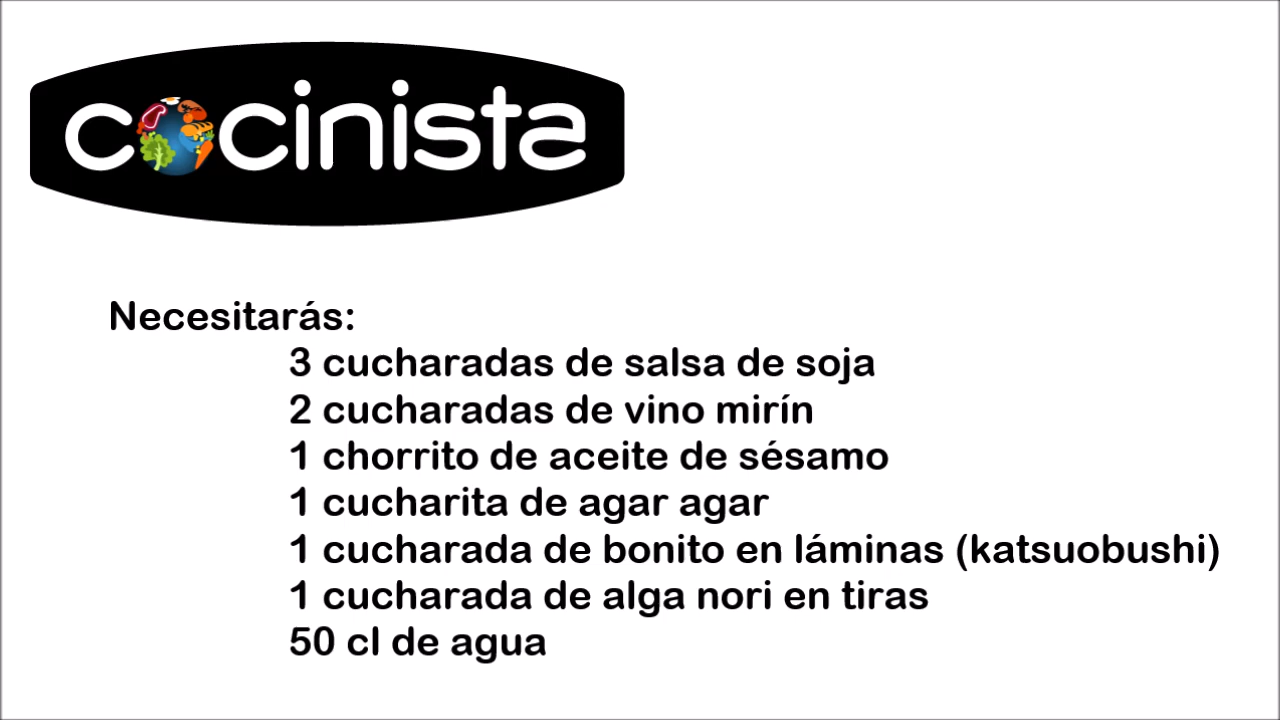 cocinista
Necesitarás:
3 cucharadas de salsa de soja
2 cucharadas de vino mirín
1 chorrito de aceite de sésamo
1 cucharita de agar agar
1 cucharada de bonito en láminas (katsuobushi)
1 cucharada de alga nori en tiras
50 cl de agua